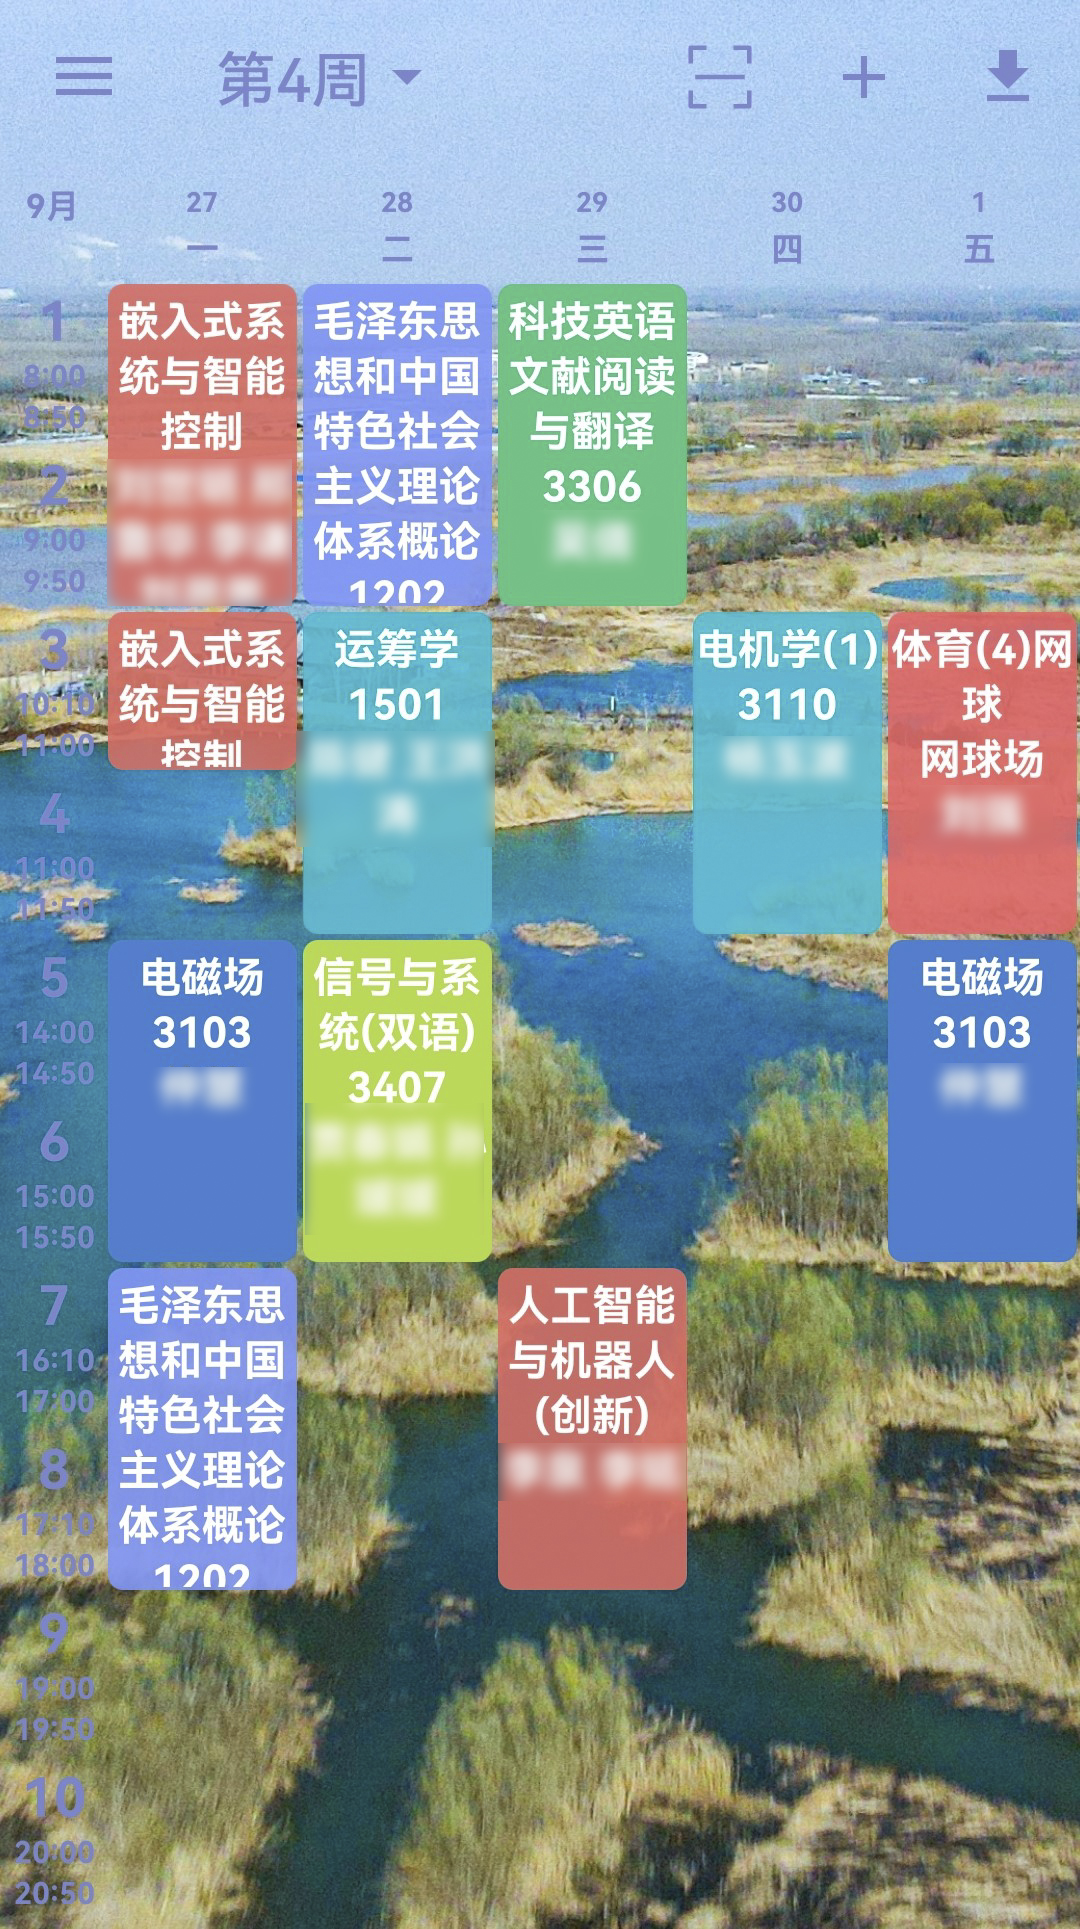 第4周
9月
27
28
29
30
1
一
二
三
四
五
1
8:00
8:50
2
9:00
9:50
3
10:10
11:00
4
11:00
11:50
5
14:00
14:50
6
15:00
15:50
7
16:10
17:00
8
17:10
18:00
9
19:00
19:50
10
20:00
20:50
嵌入式系
统与智能
控制
嵌入式系
统与智能
控制
电磁场
3103
毛泽东思
想和中国
特色社会
主义理论
体系概论
1202
毛泽东思
想和中国
特色社会
主义理论
体系概论
1202
运筹学
1501
信号与系
统(双语)
3407
科技英语
文献阅读
与翻译
3306
人工智能
与机器人
(创新)
电机学(1)
3110
体育(4)网
球
网球场
电磁场
3103